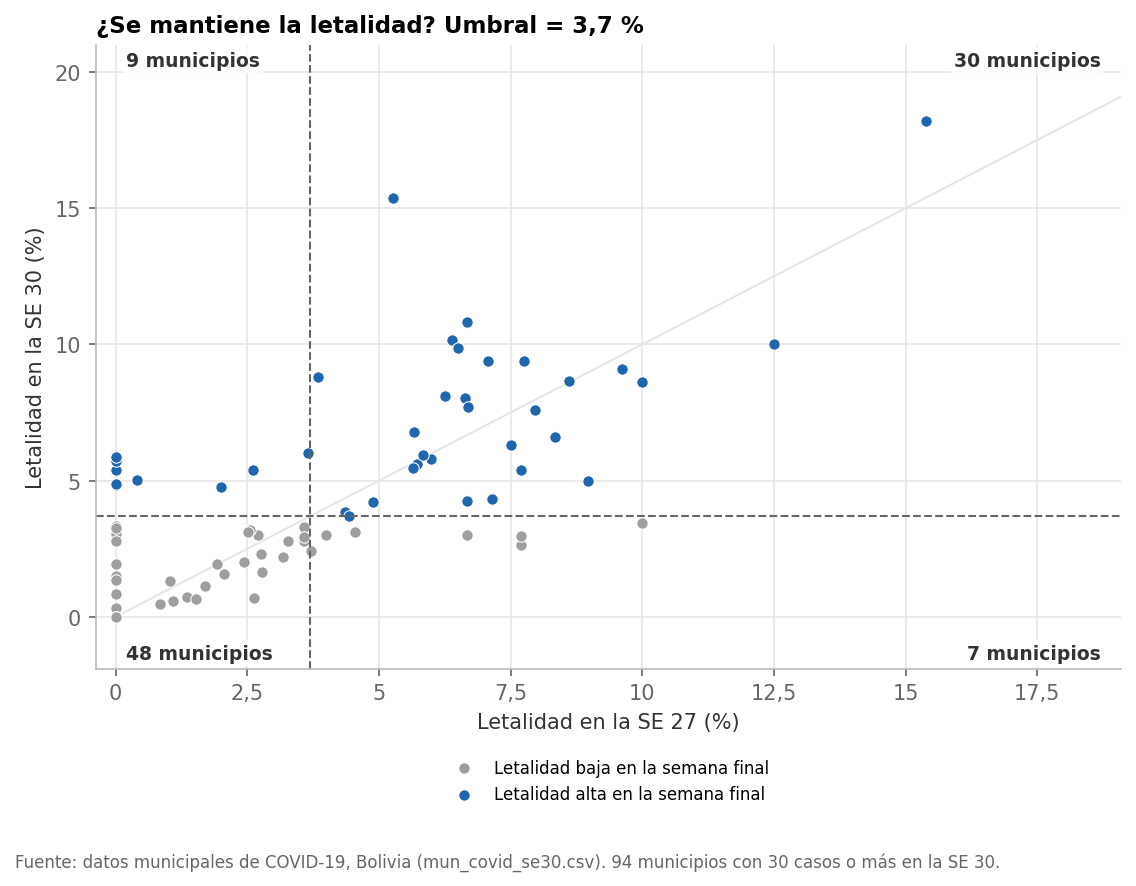 ¿Se mantiene la letalidad? Umbral = 3,7 %
9 municipios
30 municipios
20
15
10
5
0
Letalidad en la SE 30 (%)
48 municipios
7 municipios
0
2,5
5
7,5
10
12,5
15
17,5
Letalidad en la SE 27 (%)
Letalidad baja en la semana final
Letalidad alta en la semana final
Fuente: datos municipales de COVID-19, Bolivia (mun_covid_se30.csv). 94 municipios con 30 casos o más en la SE 30.